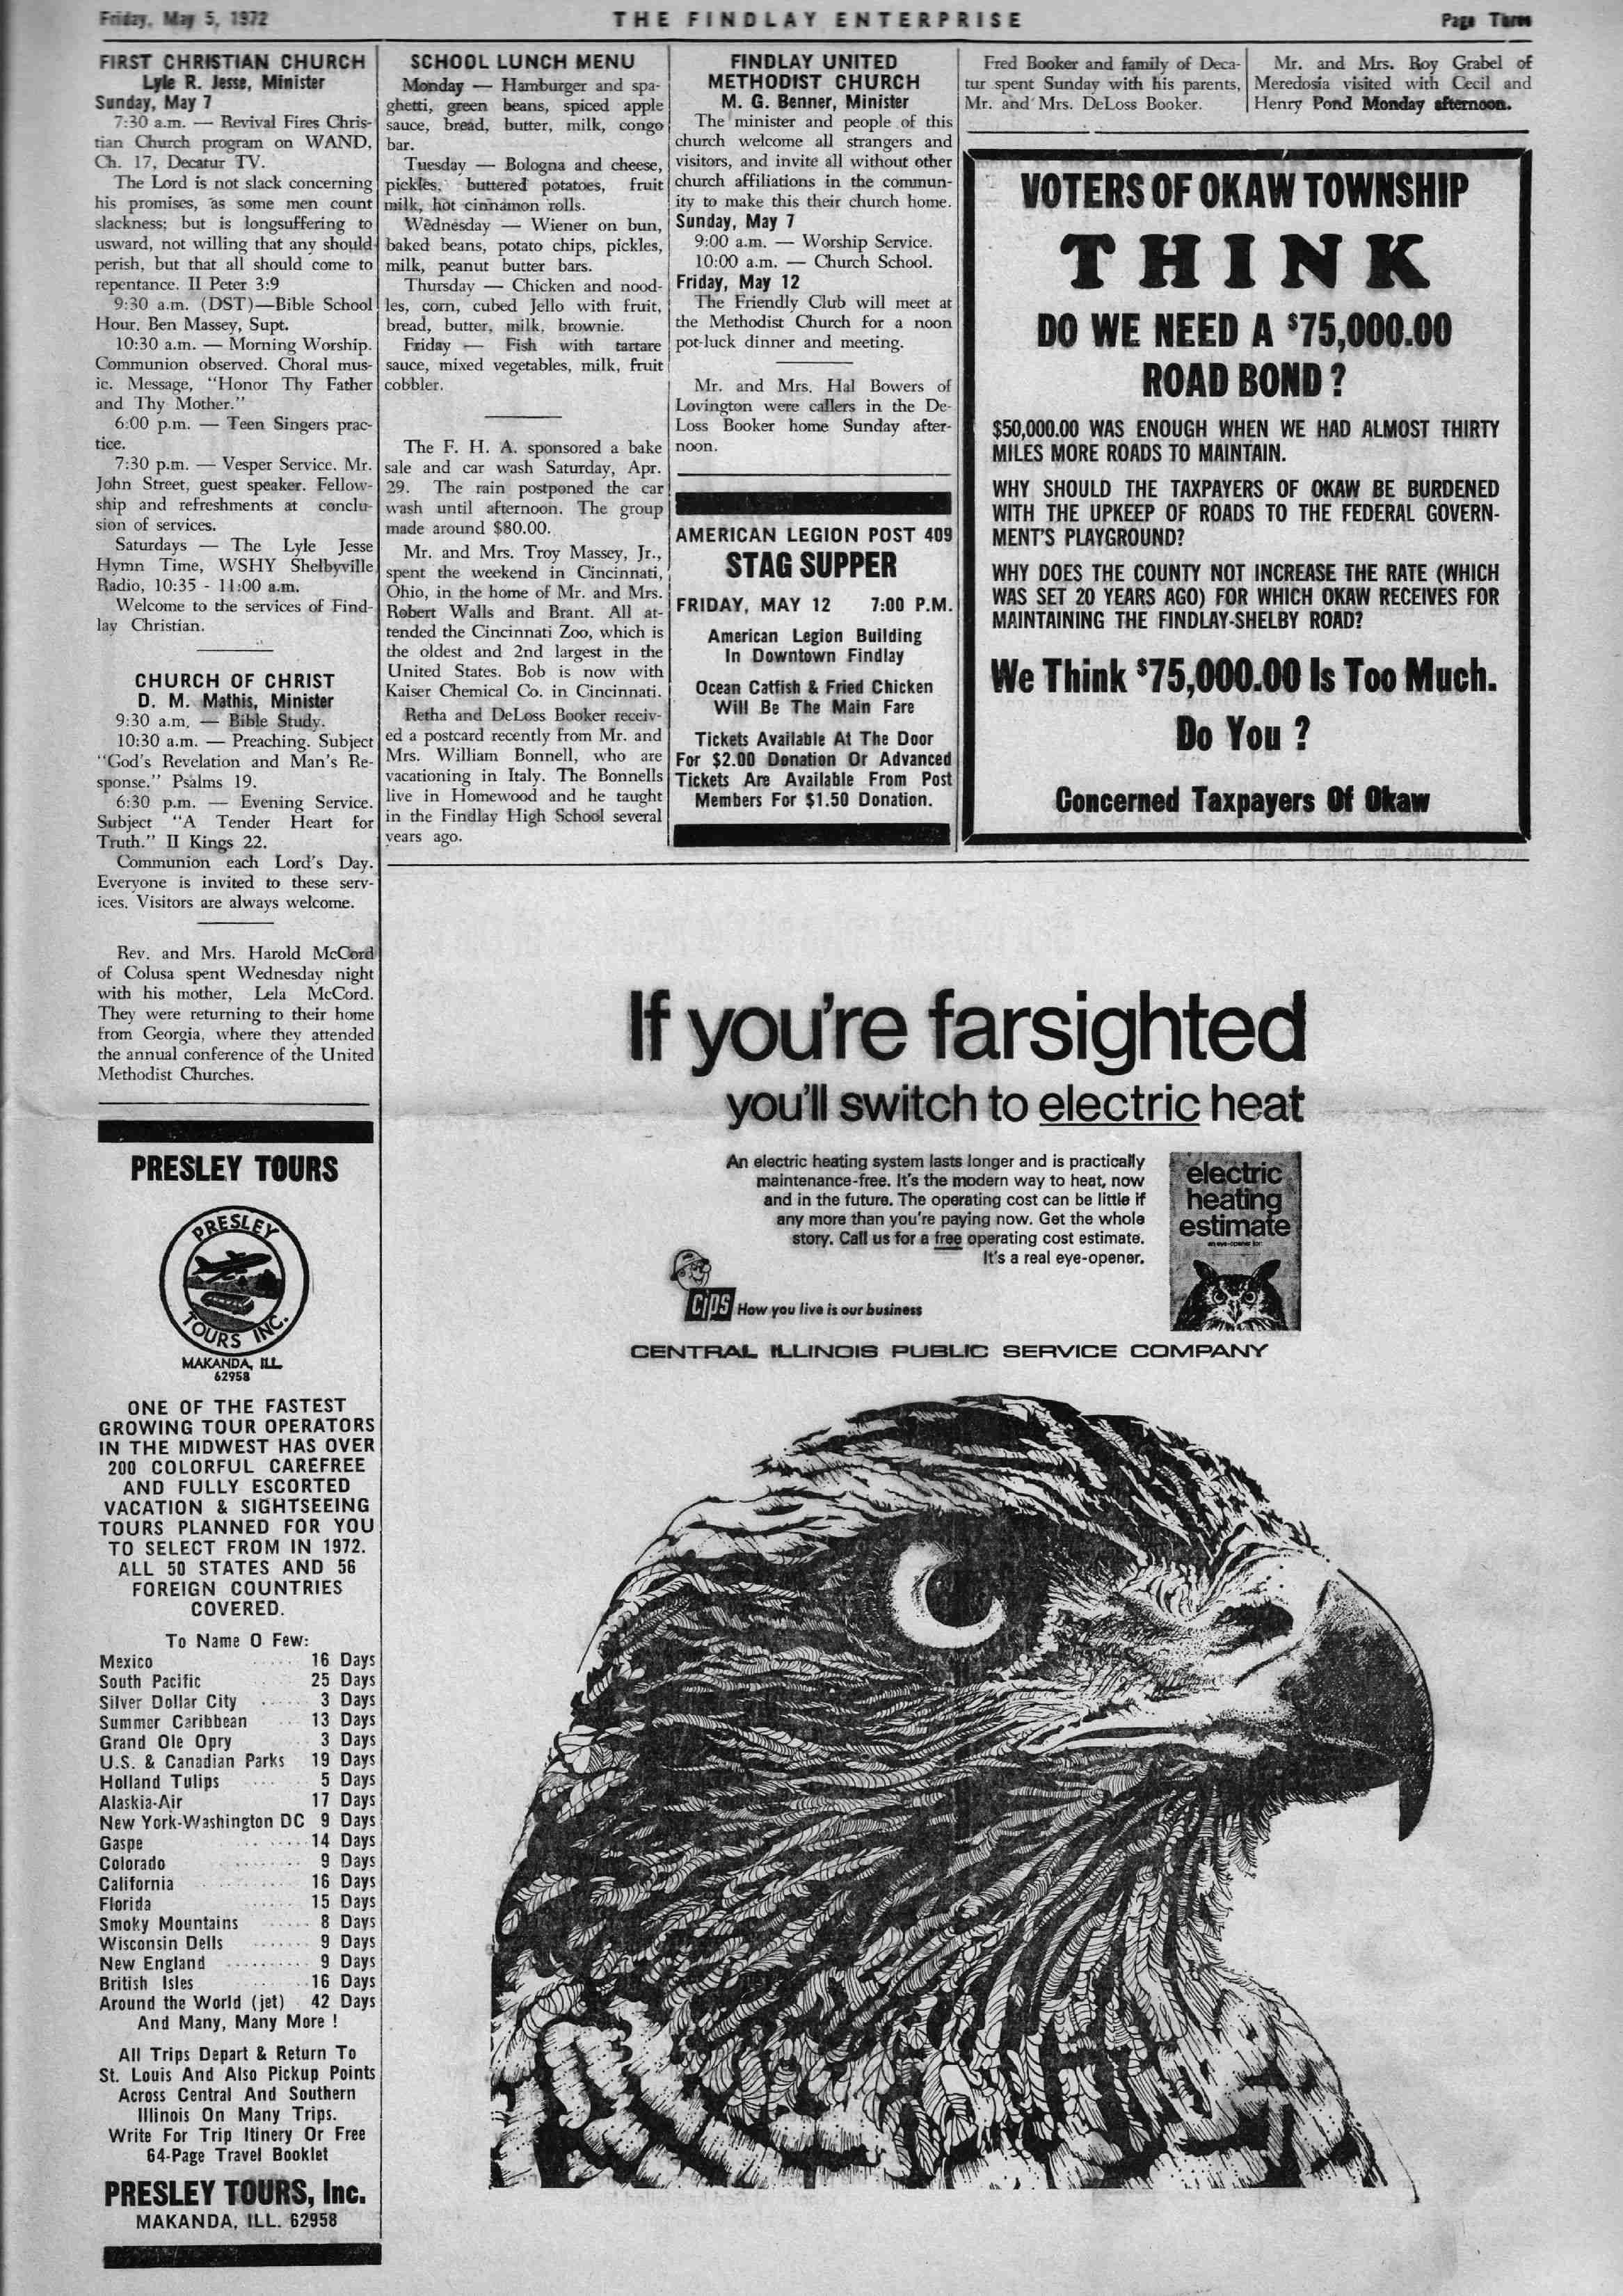 Friday, May 5, 1972
THE FINDLAY ENTERPRISE
Page Three
FIRST CHRISTIAN CHURCH
Lyle R. Jesse, Minister
Sunday, May 7
7:30 a.m. — Revival Fires Chris-
tian Church program on WAND,
Ch. 17, Decatur TV.
The Lord is not slack concerning
his promises, as some men count
slackness; but is longsuffering to
usward, not willing that any should
perish, but that all should come to
repentance. II Peter 3:9
9:30 a.m. (DST)—Bible School
Hour, Ben Massey, Supt.
10:30 a.m. — Morning Worship.
Communion observed. Choral mus-
ic. Message, "Honor Thy Father
and Thy Mother."
6:00 p.m. — Teen Singers prac-
tice.
7:30 p.m. — Vesper Service. Mr.
John Street, guest speaker. Fellow-
ship and refreshments at conclu-
sion of services.
Saturdays — The Lyle Jesse
Hymn Time, WSHY Shelbyville
Radio, 10:35 - 11:00 a.m.
Welcome to the services of Find-
lay Christian.
CHURCH OF CHRIST
D. M. Mathis, Minister
9:30 a.m. — Bible Study.
10:30 a.m. — Preaching. Subject
"God's Revelation and Man's Re-
sponse." Psalms 19.
6:30 p.m. — Evening Service.
Subject "A Tender Heart for
Truth." II Kings 22.
Communion each Lord's Day.
Everyone is invited to these serv-
ices. Visitors are always welcome.
Rev. and Mrs. Harold McCord
of Colusa spent Wednesday night
with his mother, Lela McCord.
They were returning to their home
from Georgia, where they attended
the annual conference of the United
Methodist Churches.
PRESLEY TOURS
PRESLEY
TOURS INC.
MAKANDA, ILL.
62958
ONE OF THE FASTEST
GROWING TOUR OPERATORS
IN THE MIDWEST HAS OVER
200 COLORFUL CAREFREE
AND FULLY ESCORTED
VACATION & SIGHTSEEING
TOURS PLANNED FOR YOU
TO SELECT FROM IN 1972.
ALL 50 STATES AND 56
FOREIGN COUNTRIES
COVERED.
To Name O Few:
Mexico ..... 16 Days
South Pacific 25 Days
Silver Dollar City ..... 3 Days
Summer Caribbean ... 13 Days
Grand Ole Opry 3 Days
U.S. & Canadian Parks 19 Days
Holland Tulips .... 5 Days
Alaskia-Air 17 Days
New York-Washington DC 9 Days
Gaspe ........ 14 Days
Colorado ........ 9 Days
California ........ 16 Days
Florida ..... 15 Days
Smoky Mountains ...... 8 Days
Wisconsin Dells ....... 9 Days
New England .......... 9 Days
British Isles ....... 16 Days
Around the World (jet) 42 Days
And Many, Many More !
All Trips Depart & Return To
St. Louis And Also Pickup Points
Across Central And Southern
Illinois On Many Trips.
Write For Trip Itinery Or Free
64-Page Travel Booklet
PRESLEY TOURS, Inc.
MAKANDA, ILL. 62958
SCHOOL LUNCH MENU
Monday — Hamburger and spa-
ghetti, green beans, spiced apple
sauce, bread, butter, milk, congo
bar.
Tuesday — Bologna and cheese,
pickles, buttered potatoes, fruit
milk, hot cinnamon rolls.
Wednesday — Wiener on bun,
baked beans, potato chips, pickles,
milk, peanut butter bars.
Thursday — Chicken and nood-
les, corn, cubed Jello with fruit,
bread, butter, milk, brownie.
Friday — Fish with tartare
sauce, mixed vegetables, milk, fruit
cobbler.
The F. H. A. sponsored a bake
sale and car wash Saturday, Apr.
29. The rain postponed the car
wash until afternoon. The group
made around $80.00.
Mr. and Mrs. Troy Massey, Jr.,
spent the weekend in Cincinnati,
Ohio, in the home of Mr. and Mrs.
Robert Walls and Brant. All at-
tended the Cincinnati Zoo, which is
the oldest and 2nd largest in the
United States. Bob is now with
Kaiser Chemical Co. in Cincinnati.
Retha and DeLoss Booker receiv-
ed a postcard recently from Mr. and
Mrs. William Bonnell, who are
vacationing in Italy. The Bonnells
live in Homewood and he taught
in the Findlay High School several
years ago.
FINDLAY UNITED
METHODIST CHURCH
M. G. Benner, Minister
The minister and people of this
church welcome all strangers and
visitors, and invite all without other
church affiliations in the commun-
ity to make this their church home.
Sunday, May 7
9:00 a.m. — Worship Service.
10:00 a.m. — Church School.
Friday, May 12
The Friendly Club will meet at
the Methodist Church for a noon
pot-luck dinner and meeting.
Mr. and Mrs. Hal Bowers of
Lovington were callers in the De-
Loss Booker home Sunday after-
noon.
AMERICAN LEGION POST 409
STAG SUPPER
FRIDAY, MAY 12 7:00 P.M.
American Legion Building
In Downtown Findlay
Ocean Catfish & Fried Chicken
Will Be The Main Fare
Tickets Available At The Door
For $2.00 Donation Or Advanced
Tickets Are Available From Post
Members For $1.50 Donation.
Fred Booker and family of Deca-
tur spent Sunday with his parents,
Mr. and Mrs. DeLoss Booker.
Mr. and Mrs. Roy Grabel of
Meredosia visited with Cecil and
Henry Pond Monday afternoon.
VOTERS OF OKAW TOWNSHIP
THINK
DO WE NEED A $75,000.00
ROAD BOND ?
$50,000.00 WAS ENOUGH WHEN WE HAD ALMOST THIRTY
MILES MORE ROADS TO MAINTAIN.
WHY SHOULD THE TAXPAYERS OF OKAW BE BURDENED
WITH THE UPKEEP OF ROADS TO THE FEDERAL GOVERN-
MENT'S PLAYGROUND?
WHY DOES THE COUNTY NOT INCREASE THE RATE (WHICH
WAS SET 20 YEARS AGO) FOR WHICH OKAW RECEIVES FOR
MAINTAINING THE FINDLAY-SHELBY ROAD?
We Think $75,000.00 Is Too Much.
Do You ?
Concerned Taxpayers Of Okaw
If you're farsighted
you'll switch to electric heat
An electric heating system lasts longer and is practically
maintenance-free. It's the modern way to heat, now
and in the future. The operating cost can be little if
any more than you're paying now. Get the whole
story. Call us for a free operating cost estimate.
It's a real eye-opener.
electric
heating
estimate
an eye-opener for:
CIPS How you live is our business
CENTRAL ILLINOIS PUBLIC SERVICE COMPANY